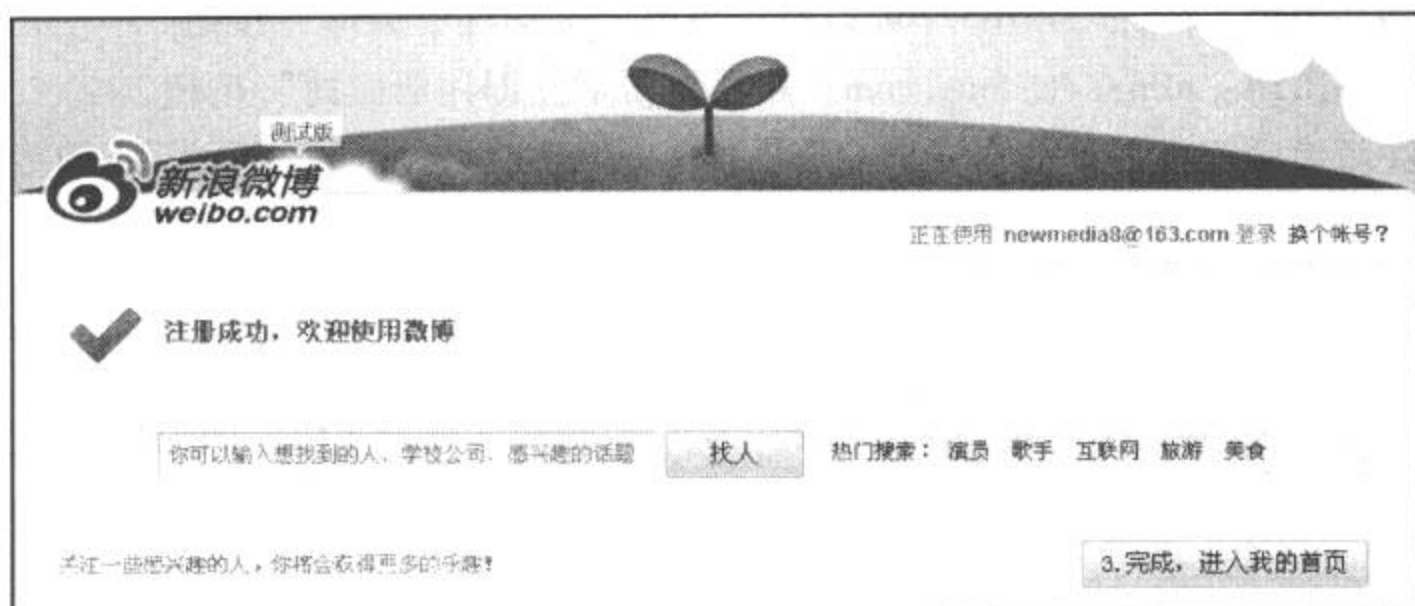 测试版
新浪微博
weibo.com
正在使用 newmedia8@163.com 登录 换个帐号?
注册成功，欢迎使用微博
你可以输入想找到的人、学校公司、感兴趣的话题 找人 热门搜索： 演员 歌手 互联网 旅游 美食
关注一些感兴趣的人，你将会获得更多的乐趣!
3.完成，进入我的首页